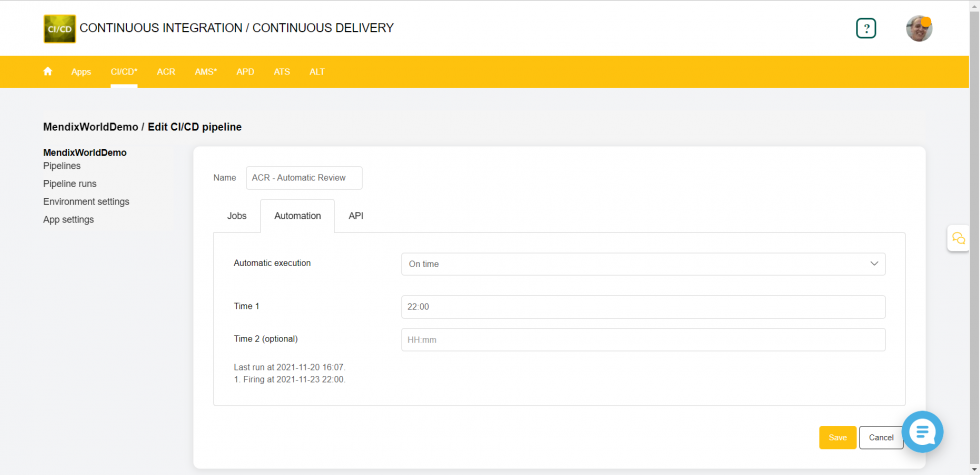 CI/CD CONTINUOUS INTEGRATION / CONTINUOUS DELIVERY ?
Apps CI/CD* ACR AMS* APD ATS ALT
MendixWorldDemo / Edit CI/CD pipeline
MendixWorldDemo
Pipelines
Pipeline runs
Environment settings
App settings
Name ACR - Automatic Review
Jobs Automation API
Automatic execution On time
Time 1 22:00
Time 2 (optional) HH:mm
Last run at 2021-11-20 16:07.
1. Firing at 2021-11-23 22:00.
Save Cancel